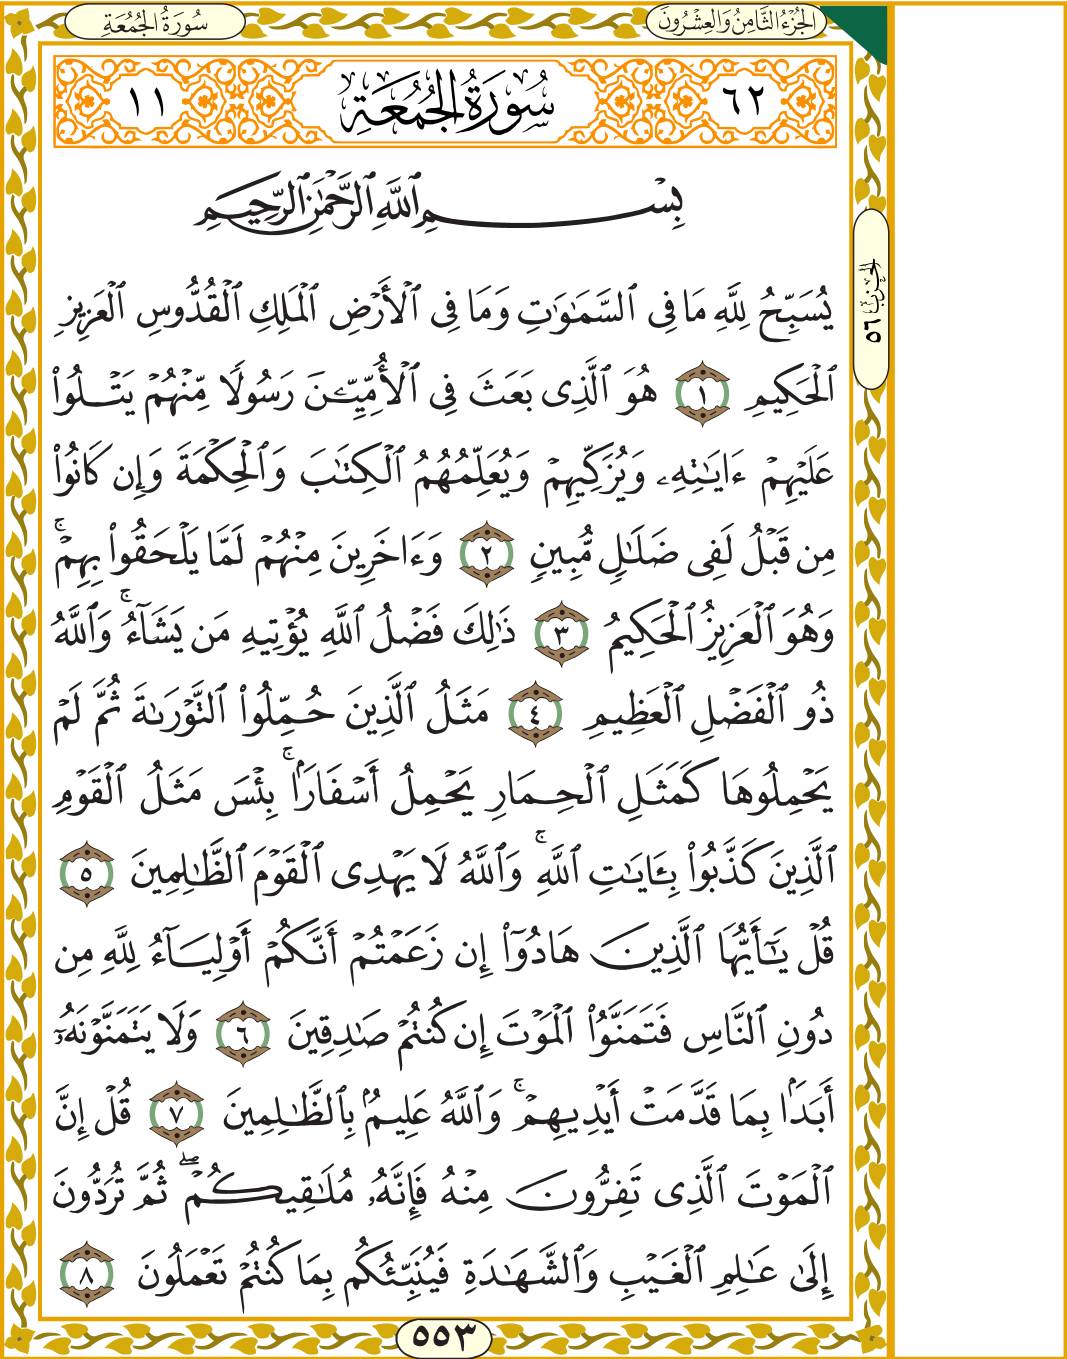 الجُزْءُ الثَّامِنُ وَالعِشْرُونَ
سُورَةُ الجُمُعَةِ
٦٢
سُورَةُ الجُمُعَةِ
١١
بِسْمِ ٱللَّهِ ٱلرَّحْمَٰنِ ٱلرَّحِيمِ
يُسَبِّحُ لِلَّهِ مَا فِى ٱلسَّمَٰوَٰتِ وَمَا فِى ٱلْأَرْضِ ٱلْمَلِكِ ٱلْقُدُّوسِ ٱلْعَزِيزِ
ٱلْحَكِيمِ ١ هُوَ ٱلَّذِى بَعَثَ فِى ٱلْأُمِّيِّـۧنَ رَسُولًا مِّنْهُمْ يَتْلُوا۟
عَلَيْهِمْ ءَايَٰتِهِۦ وَيُزَكِّيهِمْ وَيُعَلِّمُهُمُ ٱلْكِتَٰبَ وَٱلْحِكْمَةَ وَإِن كَانُوا۟
مِن قَبْلُ لَفِى ضَلَٰلٍ مُّبِينٍ ٢ وَءَاخَرِينَ مِنْهُمْ لَمَّا يَلْحَقُوا۟ بِهِمْ ۚ
وَهُوَ ٱلْعَزِيزُ ٱلْحَكِيمُ ٣ ذَٰلِكَ فَضْلُ ٱللَّهِ يُؤْتِيهِ مَن يَشَآءُ ۚ وَٱللَّهُ
ذُو ٱلْفَضْلِ ٱلْعَظِيمِ ٤ مَثَلُ ٱلَّذِينَ حُمِّلُوا۟ ٱلتَّوْرَىٰةَ ثُمَّ لَمْ
يَحْمِلُوهَا كَمَثَلِ ٱلْحِمَارِ يَحْمِلُ أَسْفَارًۢا ۚ بِئْسَ مَثَلُ ٱلْقَوْمِ
ٱلَّذِينَ كَذَّبُوا۟ بِـَٔايَٰتِ ٱللَّهِ ۚ وَٱللَّهُ لَا يَهْدِى ٱلْقَوْمَ ٱلظَّٰلِمِينَ ٥
قُلْ يَٰٓأَيُّهَا ٱلَّذِينَ هَادُوٓا۟ إِن زَعَمْتُمْ أَنَّكُمْ أَوْلِيَآءُ لِلَّهِ مِن
دُونِ ٱلنَّاسِ فَتَمَنَّوُا۟ ٱلْمَوْتَ إِن كُنتُمْ صَٰدِقِينَ ٦ وَلَا يَتَمَنَّوْنَهُۥٓ
أَبَدًۢا بِمَا قَدَّمَتْ أَيْدِيهِمْ ۚ وَٱللَّهُ عَلِيمٌۢ بِٱلظَّٰلِمِينَ ٧ قُلْ إِنَّ
ٱلْمَوْتَ ٱلَّذِى تَفِرُّونَ مِنْهُ فَإِنَّهُۥ مُلَٰقِيكُمْ ۖ ثُمَّ تُرَدُّونَ
إِلَىٰ عَٰلِمِ ٱلْغَيْبِ وَٱلشَّهَٰدَةِ فَيُنَبِّئُكُم بِمَا كُنتُمْ تَعْمَلُونَ ٨
الحِزْب ٥٦
٥٥٣